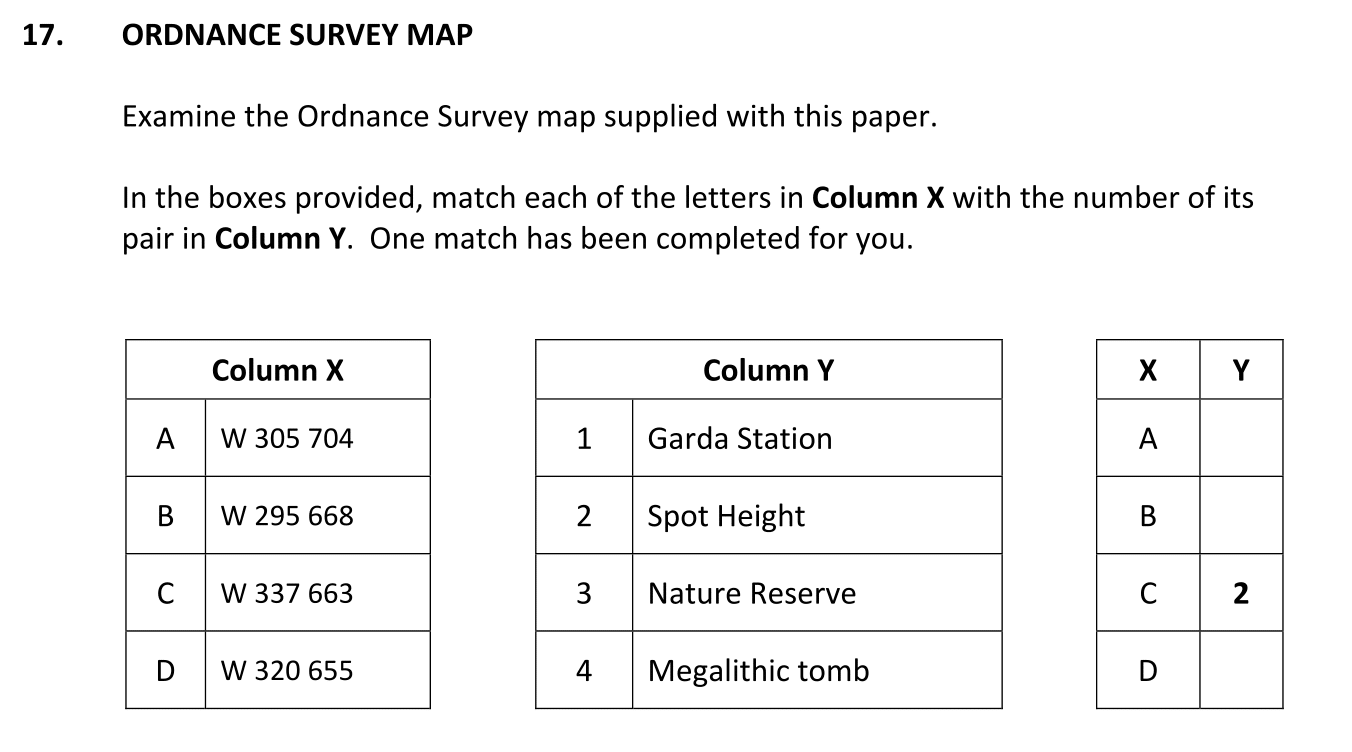 17. ORDNANCE SURVEY MAP
Examine the Ordnance Survey map supplied with this paper.
In the boxes provided, match each of the letters in Column X with the number of its
pair in Column Y. One match has been completed for you.
Column X
A W 305 704
B W 295 668
C W 337 663
D W 320 655
Column Y
1 Garda Station
2 Spot Height
3 Nature Reserve
4 Megalithic tomb
X Y
A
B
C 2
D